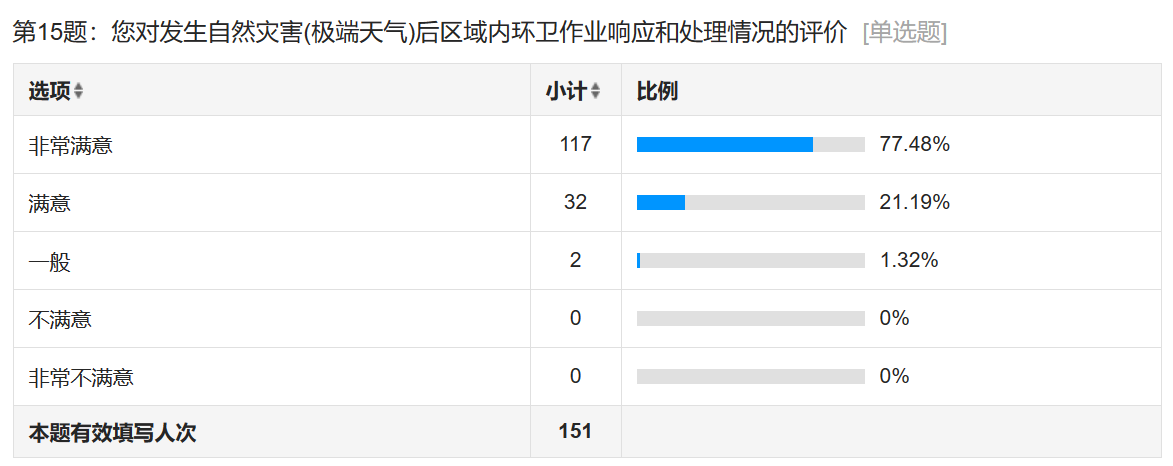 第15题：您对发生自然灾害(极端天气)后区域内环卫作业响应和处理情况的评价 [单选题]
选项 小计 比例
非常满意 117 77.48%
满意 32 21.19%
一般 2 1.32%
不满意 0 0%
非常不满意 0 0%
本题有效填写人次 151